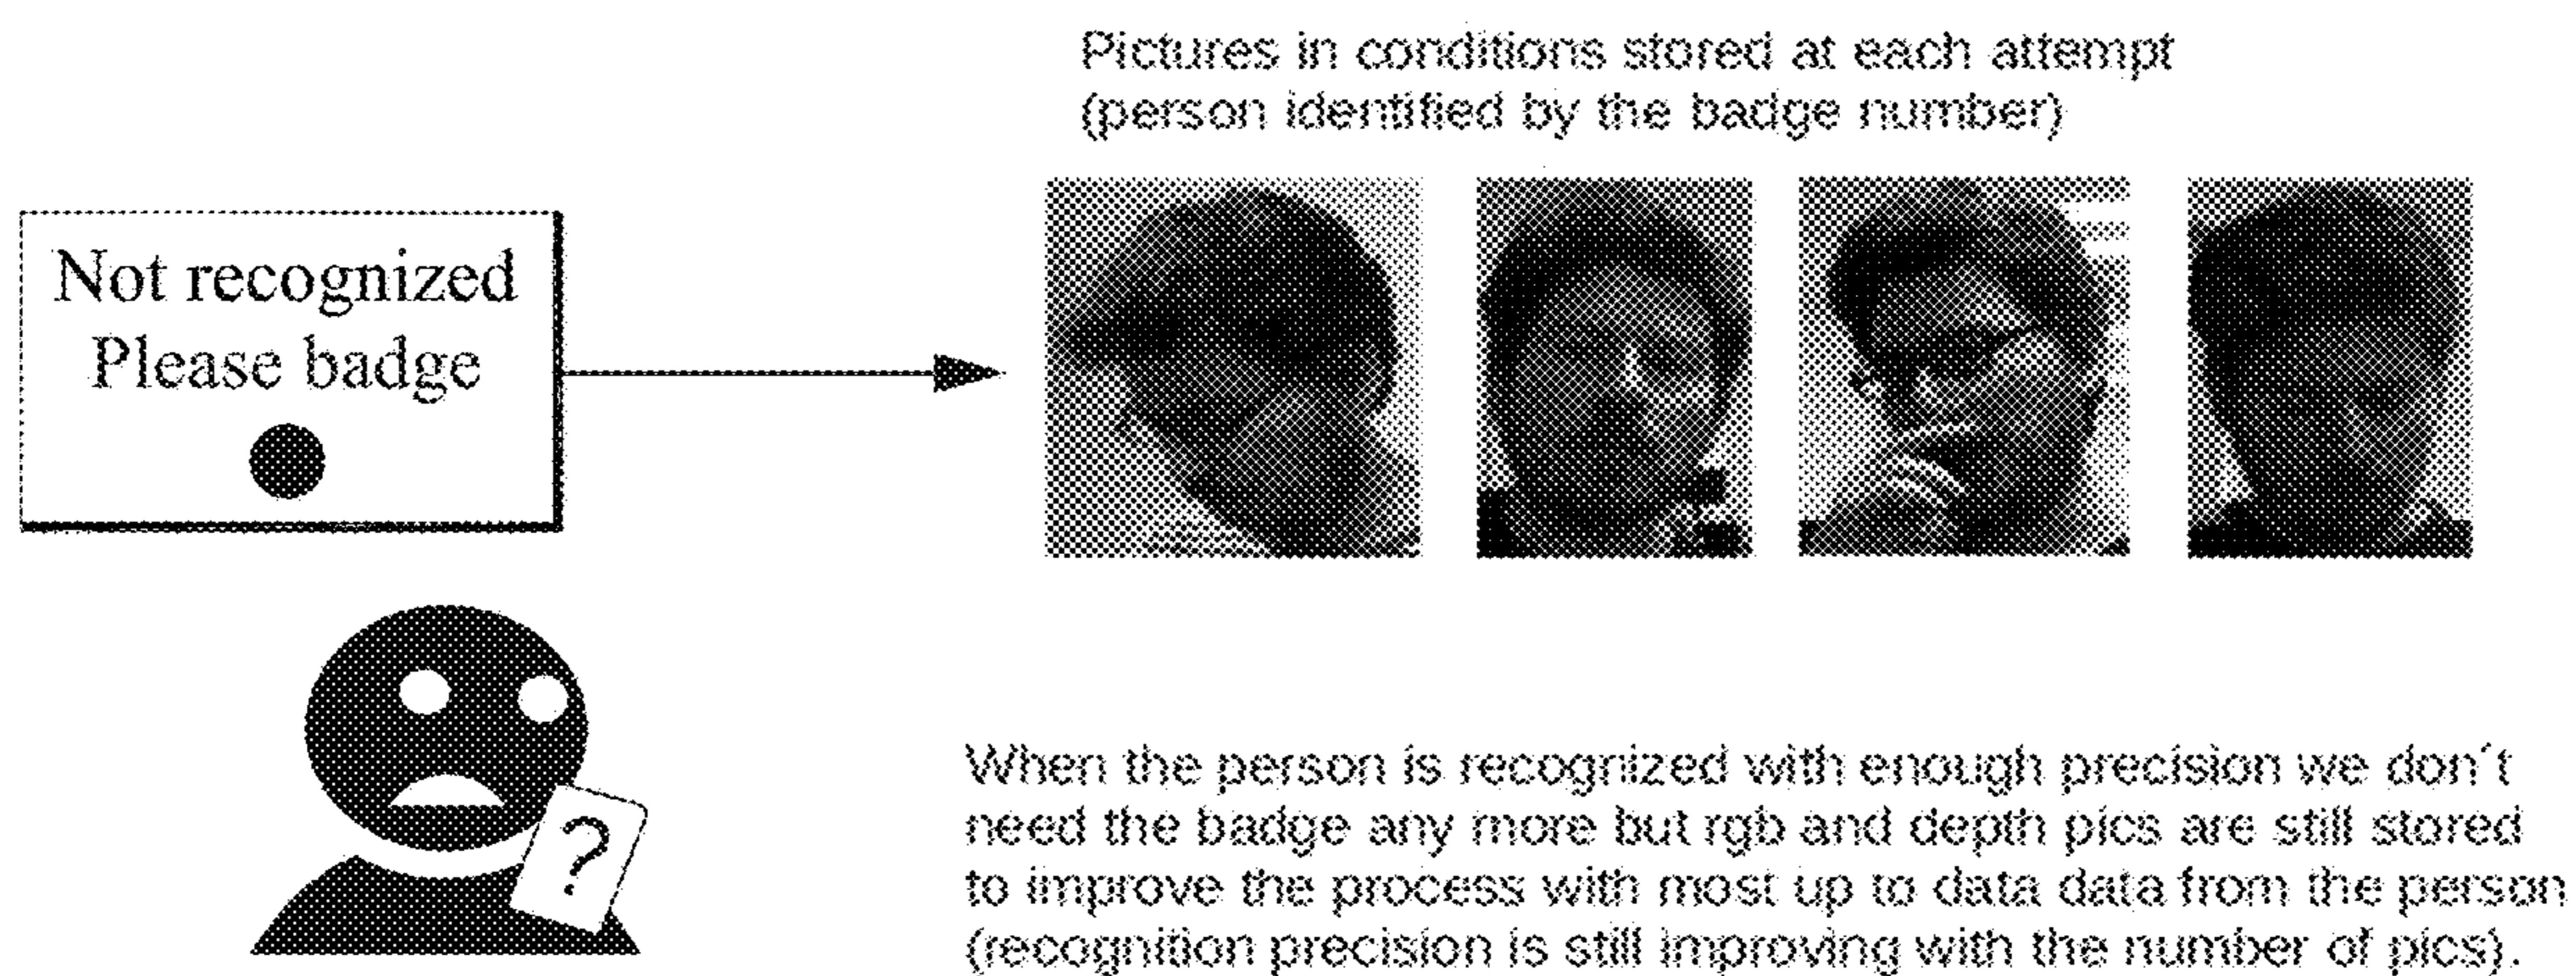 Pictures in conditions stored at each attempt
(person identified by the badge number)
Not recognized
Please badge
?
When the person is recognized with enough precision we don´t
need the badge any more but rgb and depth pics are still stored
to improve the process with most up to data data from the person
(recognition precision is still improving with the number of pics).